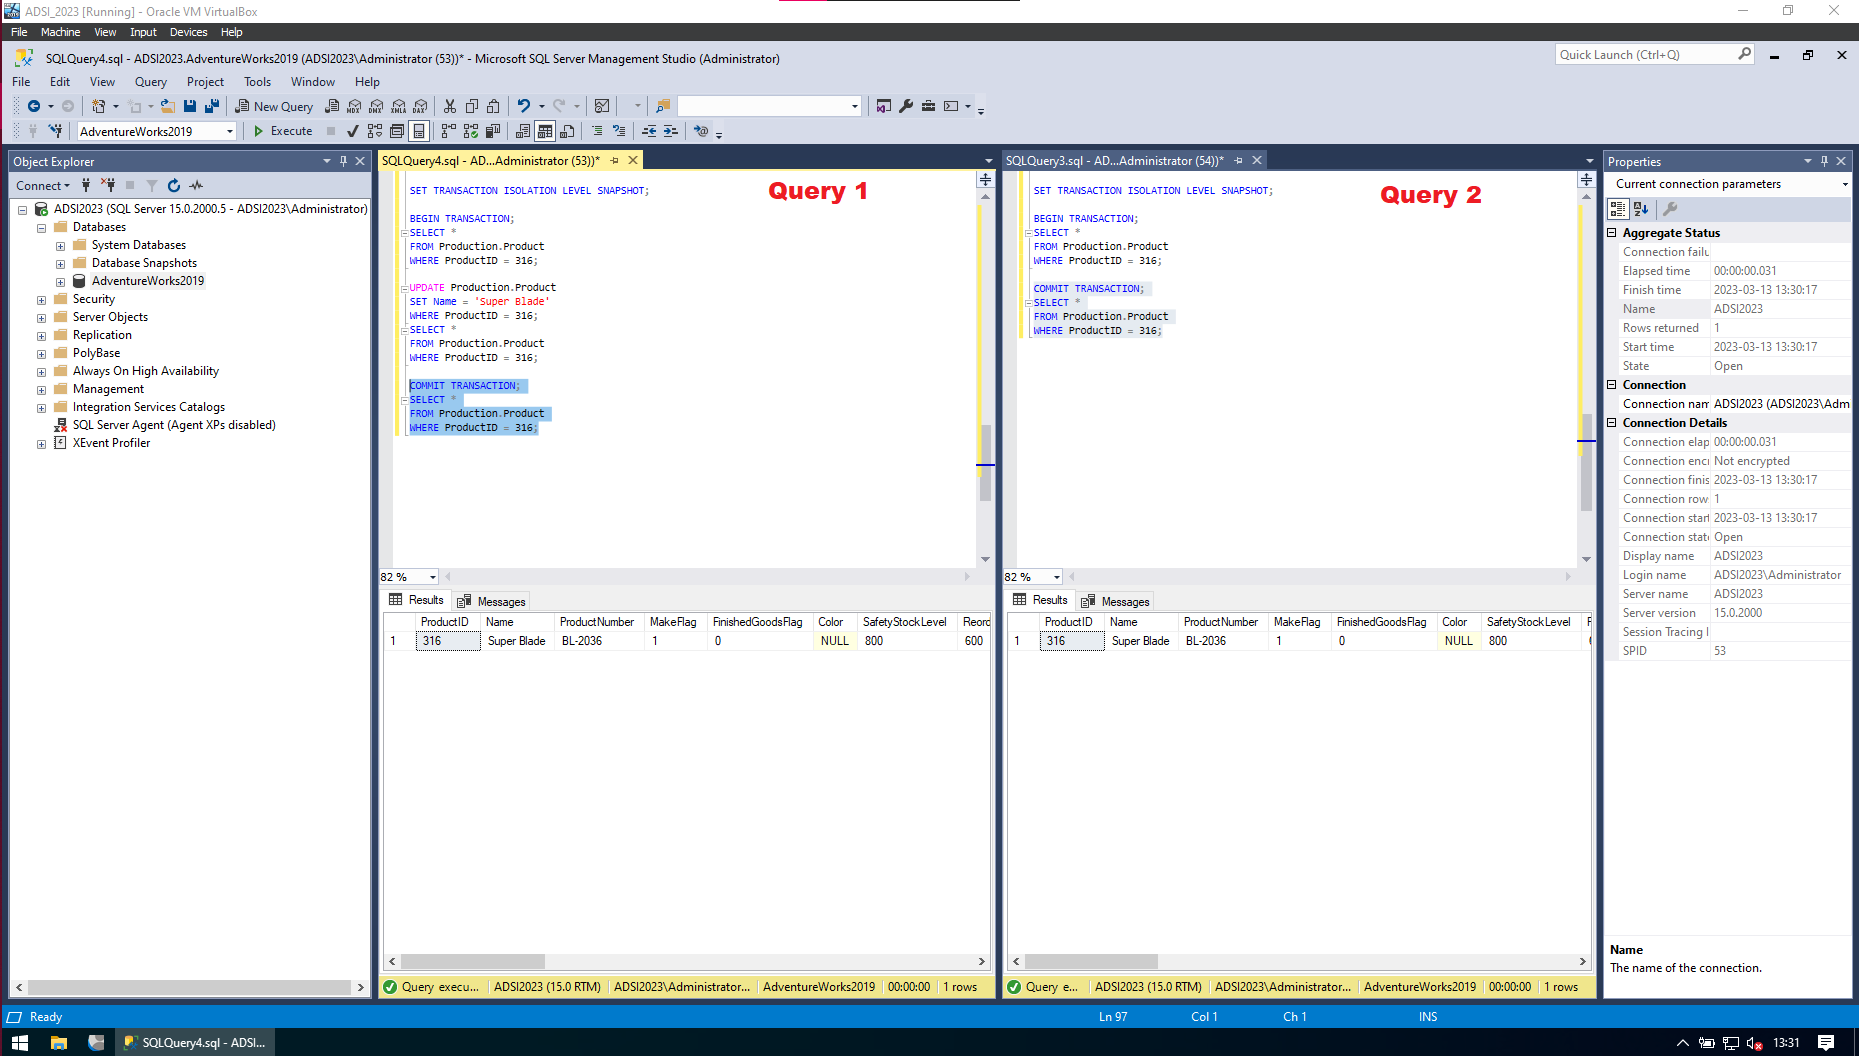 ADSI_2023 [Running] - Oracle VM VirtualBox
File Machine View Input Devices Help
SQLQuery4.sql - ADSI2023.AdventureWorks2019 (ADSI2023\Administrator (53))* - Microsoft SQL Server Management Studio (Administrator)
Quick Launch (Ctrl+Q)
File Edit View Query Project Tools Window Help
New Query
AdventureWorks2019
Execute
Object Explorer
Connect
ADSI2023 (SQL Server 15.0.2000.5 - ADSI2023\Administrator)
Databases
System Databases
Database Snapshots
AdventureWorks2019
Security
Server Objects
Replication
PolyBase
Always On High Availability
Management
Integration Services Catalogs
SQL Server Agent (Agent XPs disabled)
XEvent Profiler
SQLQuery4.sql - AD...Administrator (53))*
Query 1
SET TRANSACTION ISOLATION LEVEL SNAPSHOT;
BEGIN TRANSACTION;
SELECT *
FROM Production.Product
WHERE ProductID = 316;
UPDATE Production.Product
SET Name = 'Super Blade'
WHERE ProductID = 316;
SELECT *
FROM Production.Product
WHERE ProductID = 316;
COMMIT TRANSACTION;
SELECT *
FROM Production.Product
WHERE ProductID = 316;
82 %
Results Messages
ProductID Name ProductNumber MakeFlag FinishedGoodsFlag Color SafetyStockLevel Reord
1 316 Super Blade BL-2036 1 0 NULL 800 600
Query execu... ADSI2023 (15.0 RTM) ADSI2023\Administrator... AdventureWorks2019 00:00:00 1 rows
SQLQuery3.sql - AD...Administrator (54))*
Query 2
SET TRANSACTION ISOLATION LEVEL SNAPSHOT;
BEGIN TRANSACTION;
SELECT *
FROM Production.Product
WHERE ProductID = 316;
COMMIT TRANSACTION;
SELECT *
FROM Production.Product
WHERE ProductID = 316;
82 %
Results Messages
ProductID Name ProductNumber MakeFlag FinishedGoodsFlag Color SafetyStockLevel
1 316 Super Blade BL-2036 1 0 NULL 800
Query e... ADSI2023 (15.0 RTM) ADSI2023\Administrator... AdventureWorks2019 00:00:00 1 rows
Properties
Current connection parameters
Aggregate Status
Connection failu
Elapsed time 00:00:00.031
Finish time 2023-03-13 13:30:17
Name ADSI2023
Rows returned 1
Start time 2023-03-13 13:30:17
State Open
Connection
Connection nam ADSI2023 (ADSI2023\Adm
Connection Details
Connection elap 00:00:00.031
Connection encr Not encrypted
Connection finis 2023-03-13 13:30:17
Connection row 1
Connection start 2023-03-13 13:30:17
Connection stat Open
Display name ADSI2023
Login name ADSI2023\Administrator
Server name ADSI2023
Server version 15.0.2000
Session Tracing I
SPID 53
Name
The name of the connection.
Ready Ln 97 Col 1 Ch 1 INS
SQLQuery4.sql - ADSI... 13:31